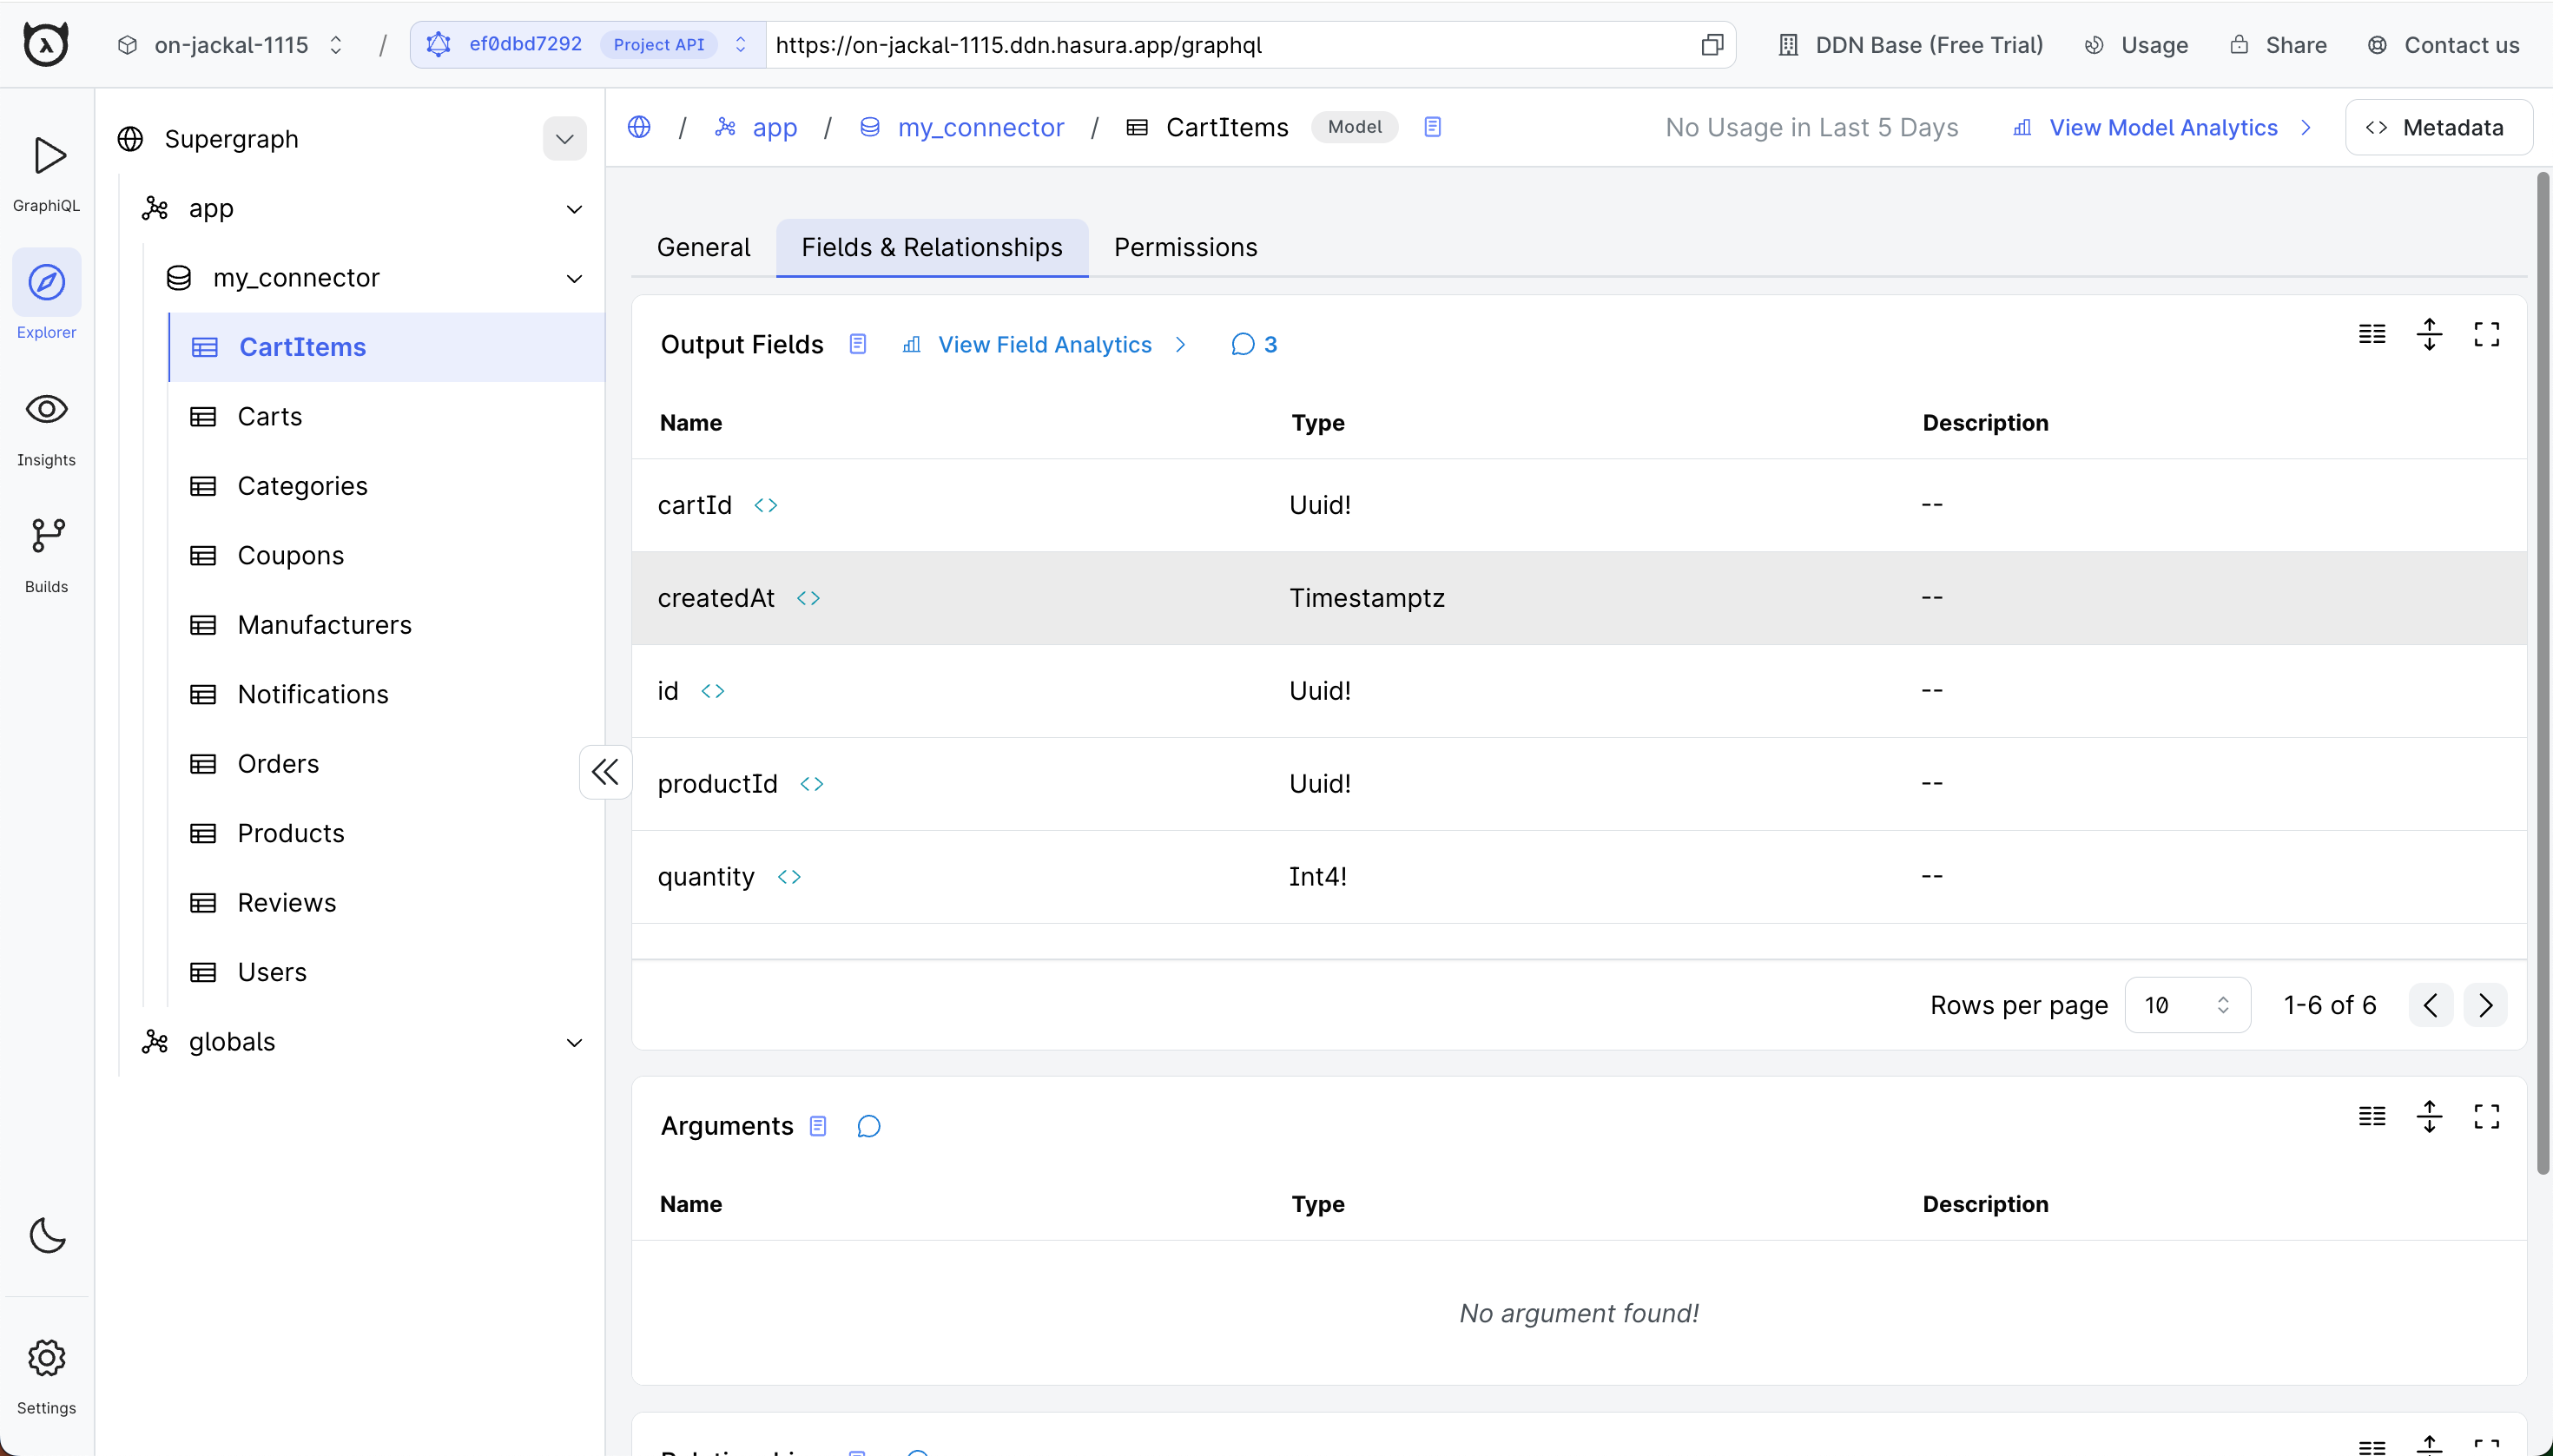 on-jackal-1115 / ef0dbd7292 Project API https://on-jackal-1115.ddn.hasura.app/graphql DDN Base (Free Trial) Usage Share Contact us
GraphiQL
Explorer
Insights
Builds
Settings
Supergraph
app
my_connector
CartItems
Carts
Categories
Coupons
Manufacturers
Notifications
Orders
Products
Reviews
Users
globals
/ app / my_connector / CartItems Model No Usage in Last 5 Days View Model Analytics <> Metadata
General Fields & Relationships Permissions
Output Fields View Field Analytics 3
Name Type Description
cartId <> Uuid! --
createdAt <> Timestamptz --
id <> Uuid! --
productId <> Uuid! --
quantity <> Int4! --
Rows per page 10 1-6 of 6
Arguments
Name Type Description
No argument found!